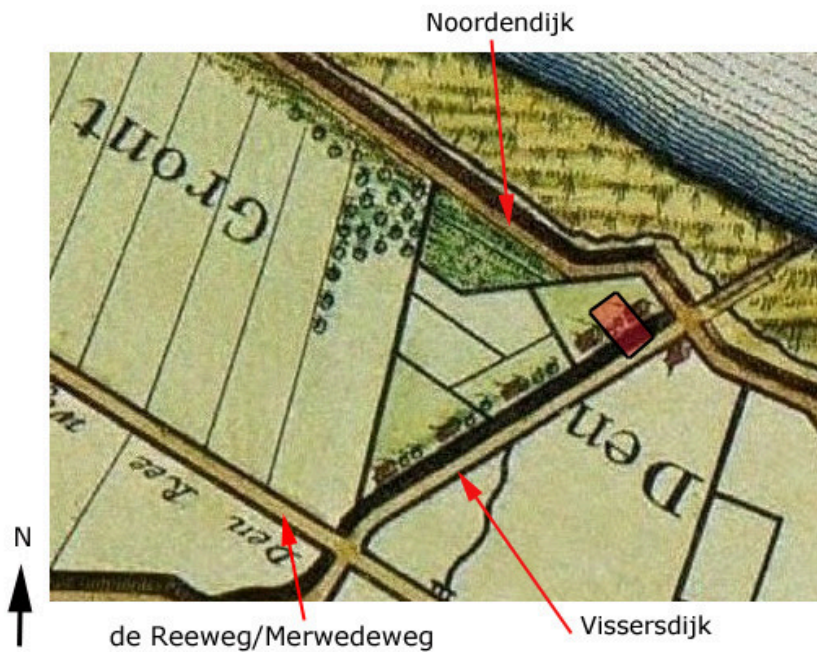 Noordendijk
Gront
Den
Den Ree
N
de Reeweg/Merwedeweg
Vissersdijk